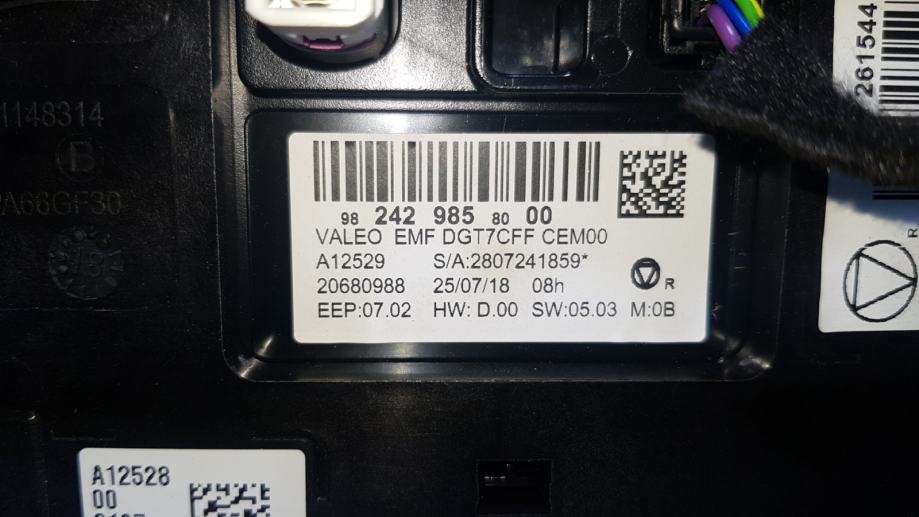 261544
1148314
B
PA66GF30
98 242 985 80 00
VALEO EMF DGT7CFF CEM00
A12529 S/A:2807241859*
20680988 25/07/18 08h
R
EEP:07.02 HW: D.00 SW:05.03 M:0B
R
A12528
00